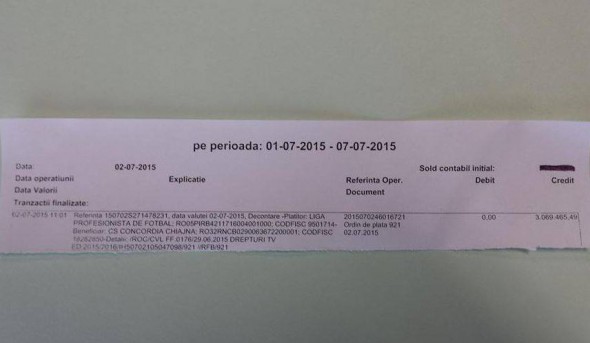 pe perioada: 01-07-2015 - 07-07-2015
Data: 02-07-2015 Sold contabil initial:
Data operatiunii Explicatie Referinta Oper. Debit Credit
Data Valorii Document
Tranzactii finalizate:
02-07-2015 11:01 Referinta data valutei 02-07-2015, Decontare -Platitor: LIGA 0,00 3.069.465,49
PROFESIONISTA DE FOTBAL; CODFISC 9501714- Ordin de plata 921
Beneficiar: CS CONCORDIA CHIAJNA; CODFISC 02.07.2015
-Detalii: /ROC/CVL FF.0176/29.06.2015 DREPTURI TV